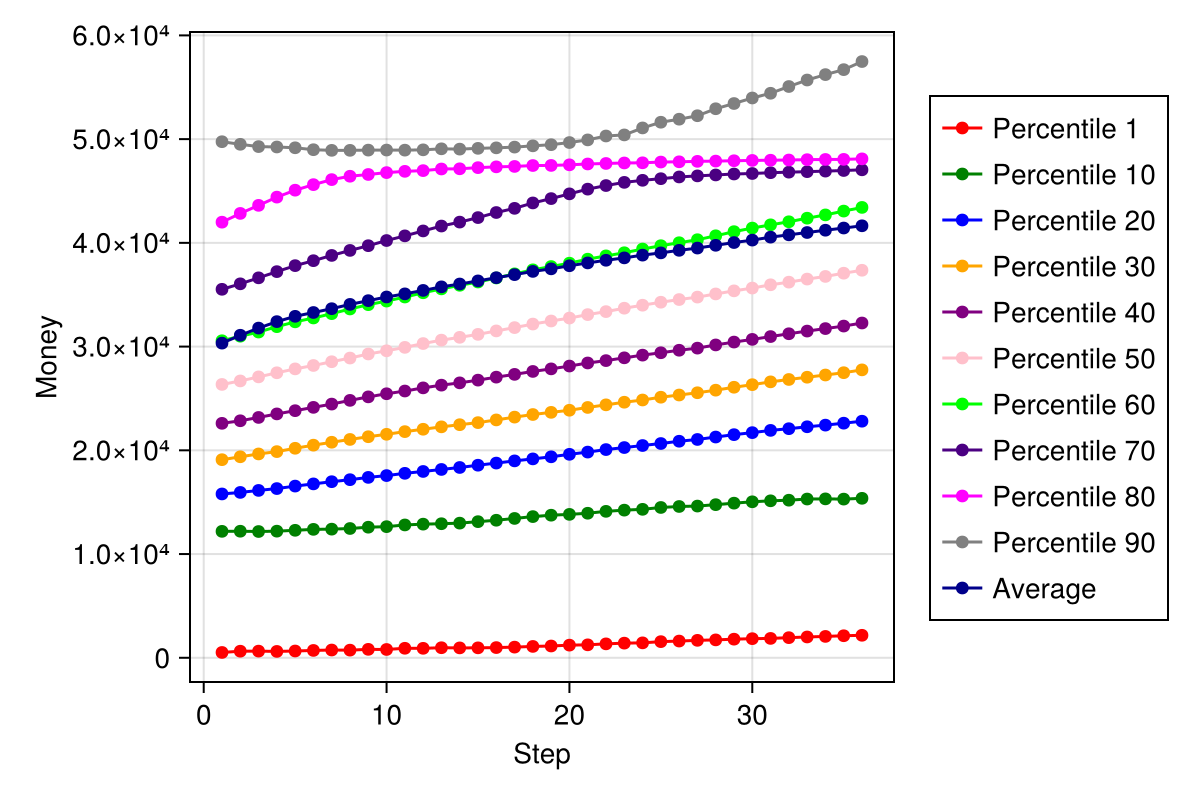 6.0×10⁴
5.0×10⁴
4.0×10⁴
3.0×10⁴
2.0×10⁴
1.0×10⁴
0
Money
0 10 20 30
Step
Percentile 1
Percentile 10
Percentile 20
Percentile 30
Percentile 40
Percentile 50
Percentile 60
Percentile 70
Percentile 80
Percentile 90
Average